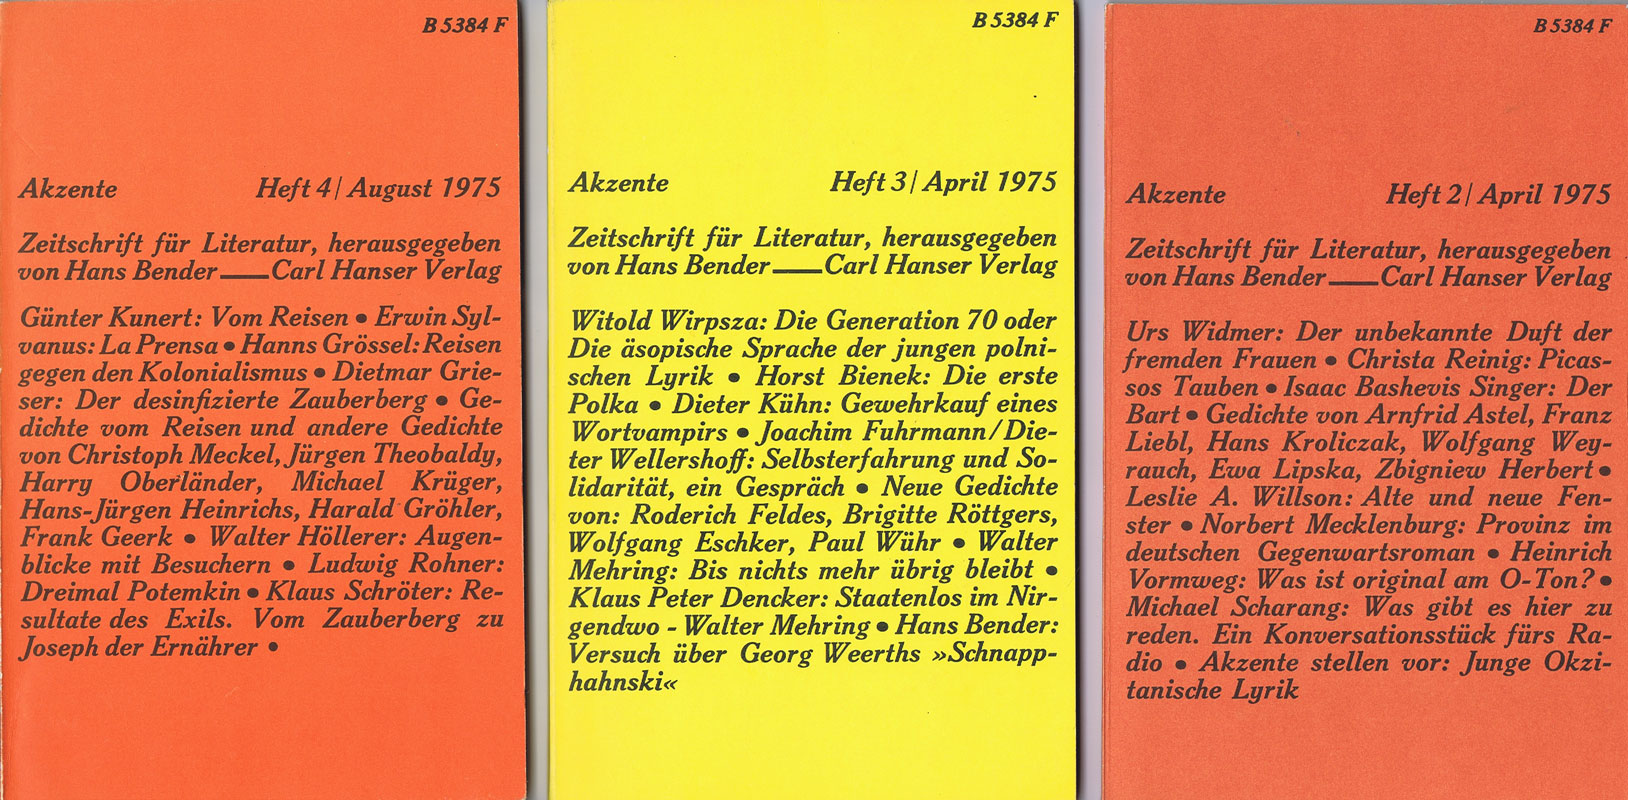 B 5384 F
Akzente Heft 4/ August 1975
Zeitschrift für Literatur, herausgegeben
von Hans Bender — Carl Hanser Verlag
Günter Kunert: Vom Reisen • Erwin Syl-
vanus: La Prensa • Hanns Grössel: Reisen
gegen den Kolonialismus • Dietmar Grie-
ser: Der desinfizierte Zauberberg • Ge-
dichte vom Reisen und andere Gedichte
von Christoph Meckel, Jürgen Theobaldy,
Harry Oberländer, Michael Krüger,
Hans-Jürgen Heinrichs, Harald Gröhler,
Frank Geerk • Walter Höllerer: Augen-
blicke mit Besuchern • Ludwig Rohner:
Dreimal Potemkin • Klaus Schröter: Re-
sultate des Exils. Vom Zauberberg zu
Joseph der Ernährer •
B 5384 F
Akzente Heft 3/ April 1975
Zeitschrift für Literatur, herausgegeben
von Hans Bender — Carl Hanser Verlag
Witold Wirpsza: Die Generation 70 oder
Die äsopische Sprache der jungen polni-
schen Lyrik • Horst Bienek: Die erste
Polka • Dieter Kühn: Gewehrkauf eines
Wortvampirs • Joachim Fuhrmann/Die-
ter Wellershoff: Selbsterfahrung und So-
lidarität, ein Gespräch • Neue Gedichte
von: Roderich Feldes, Brigitte Röttgers,
Wolfgang Eschker, Paul Wühr • Walter
Mehring: Bis nichts mehr übrig bleibt •
Klaus Peter Dencker: Staatenlos im Nir-
gendwo - Walter Mehring • Hans Bender:
Versuch über Georg Weerths »Schnapp-
hahnski«
B 5384 F
Akzente Heft 2/ April 1975
Zeitschrift für Literatur, herausgegeben
von Hans Bender — Carl Hanser Verlag
Urs Widmer: Der unbekannte Duft der
fremden Frauen • Christa Reinig: Picas-
sos Tauben • Isaac Bashevis Singer: Der
Bart • Gedichte von Arnfrid Astel, Franz
Liebl, Hans Kroliczak, Wolfgang Wey-
rauch, Ewa Lipska, Zbigniew Herbert •
Leslie A. Willson: Alte und neue Fen-
ster • Norbert Mecklenburg: Provinz im
deutschen Gegenwartsroman • Heinrich
Vormweg: Was ist original am O-Ton? •
Michael Scharang: Was gibt es hier zu
reden. Ein Konversationsstück fürs Ra-
dio • Akzente stellen vor: Junge Okzi-
tanische Lyrik